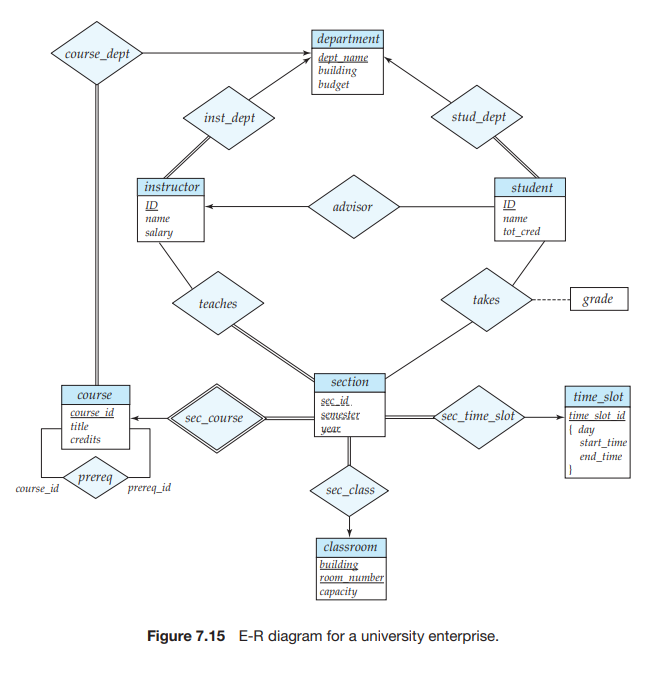 department
course_dept
dept_name
building
budget
inst_dept
stud_dept
instructor
ID
name
salary
advisor
student
ID
name
tot_cred
teaches
takes
grade
section
sec_id
semester
year
course
course_id
title
credits
sec_course
sec_time_slot
time_slot
time_slot_id
{ day
start_time
end_time
}
prereq
course_id
prereq_id
sec_class
classroom
building
room_number
capacity
Figure 7.15 E-R diagram for a university enterprise.